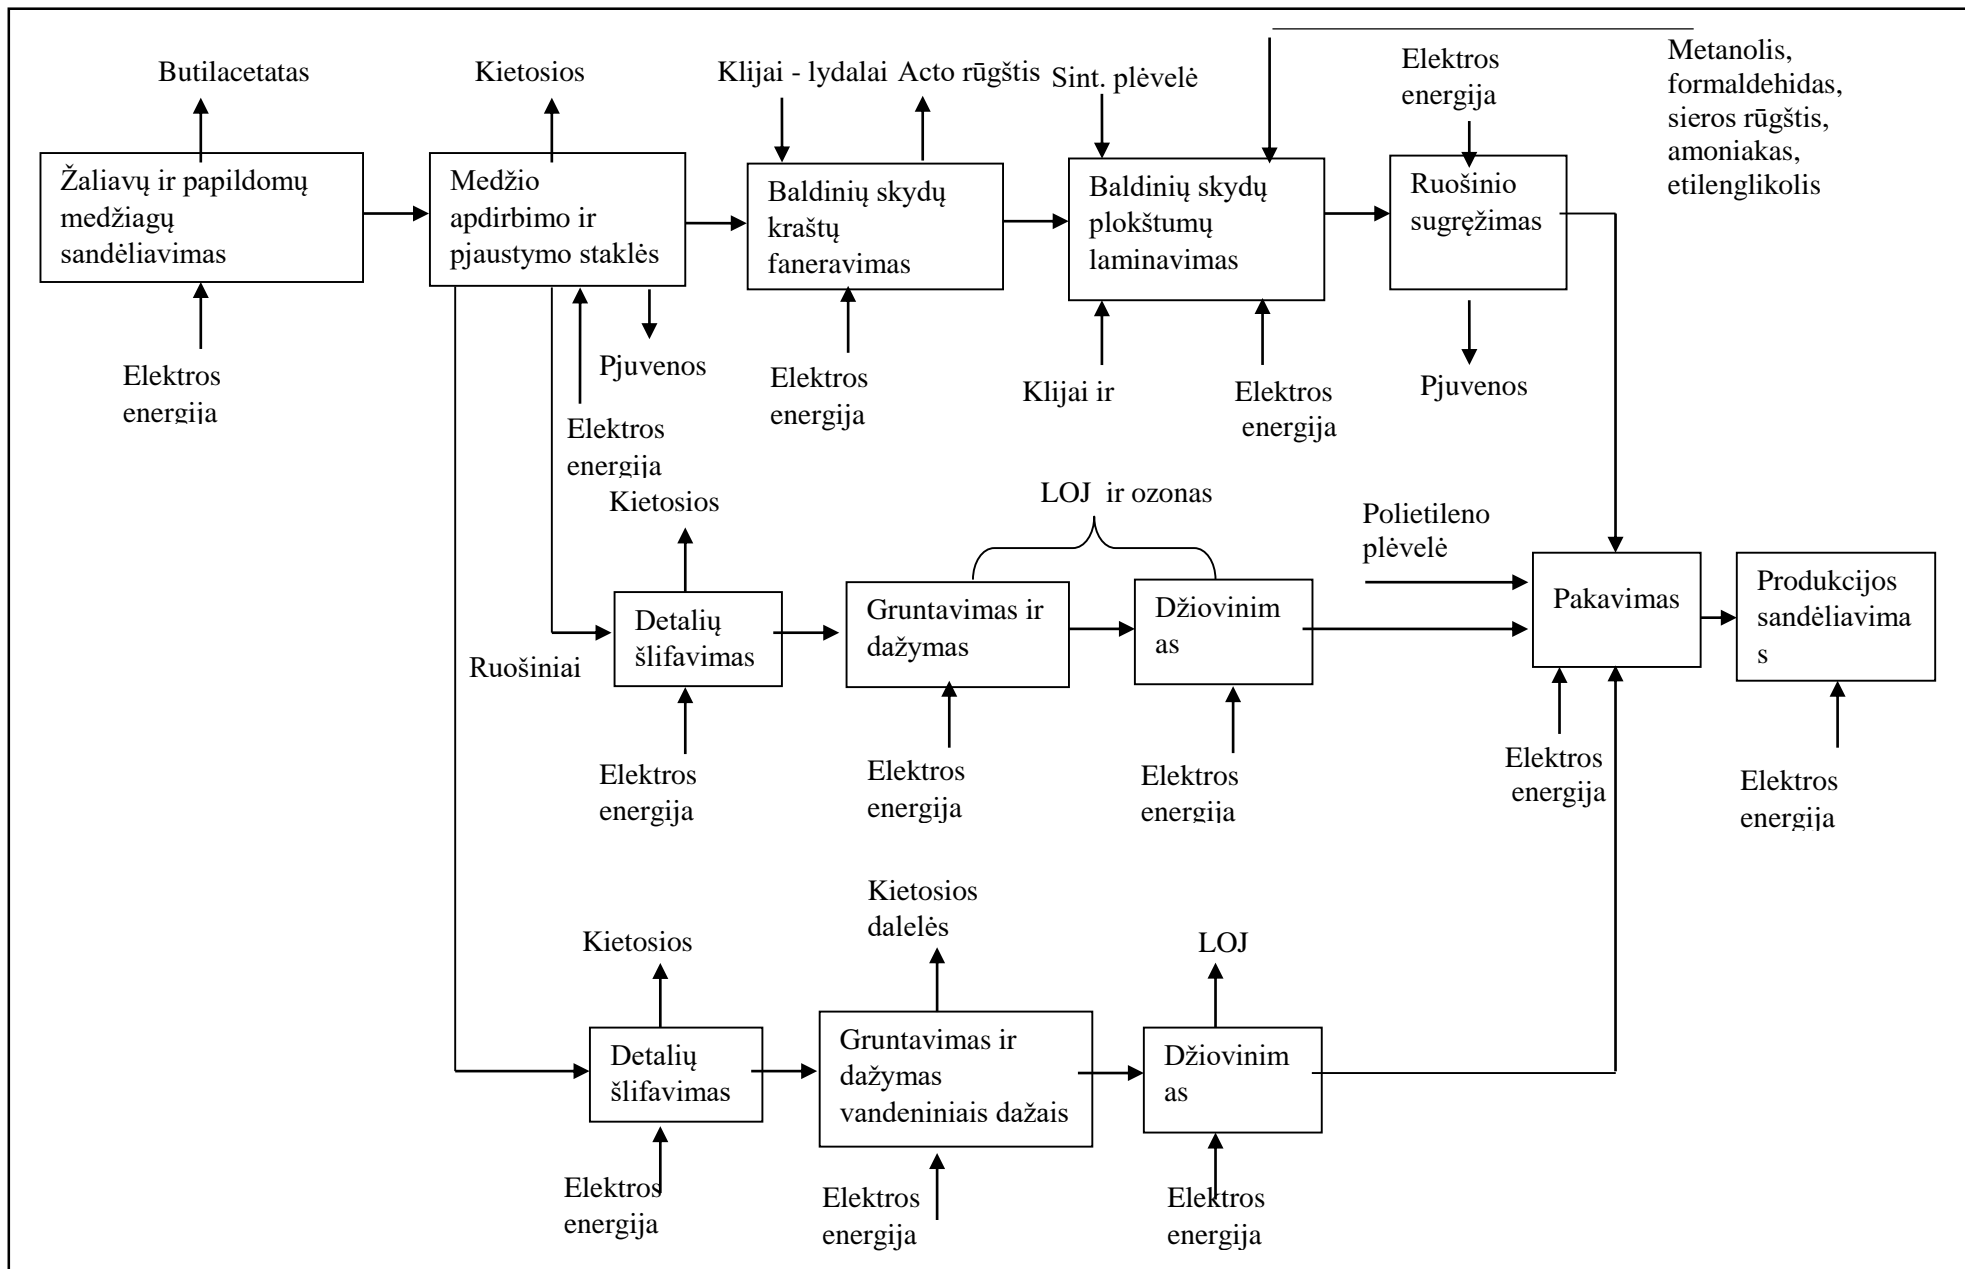 Butilacetatas
Kietosios
Klijai - lydalai
Acto rūgštis
Sint. plėvelė
Elektros
energija
Metanolis,
formaldehidas,
sieros rūgštis,
amoniakas,
etilenglikolis
Žaliavų ir papildomų
medžiagų
sandėliavimas
Medžio
apdirbimo ir
pjaustymo staklės
Baldinių skydų
kraštų
faneravimas
Baldinių skydų
plokštumų
laminavimas
Ruošinio
sugręžimas
Elektros
energija
Pjuvenos
Elektros
energija
Elektros
energija
Klijai ir
Elektros
energija
Pjuvenos
Kietosios
LOJ ir ozonas
Polietileno
plėvelė
Detalių
šlifavimas
Gruntavimas ir
dažymas
Džiovinim
as
Pakavimas
Produkcijos
sandėliavima
s
Ruošiniai
Elektros
energija
Elektros
energija
Elektros
energija
Elektros
energija
Elektros
energija
Kietosios
Kietosios
dalelės
LOJ
Detalių
šlifavimas
Gruntavimas ir
dažymas
vandeniniais dažais
Džiovinim
as
Elektros
energija
Elektros
energija
Elektros
energija